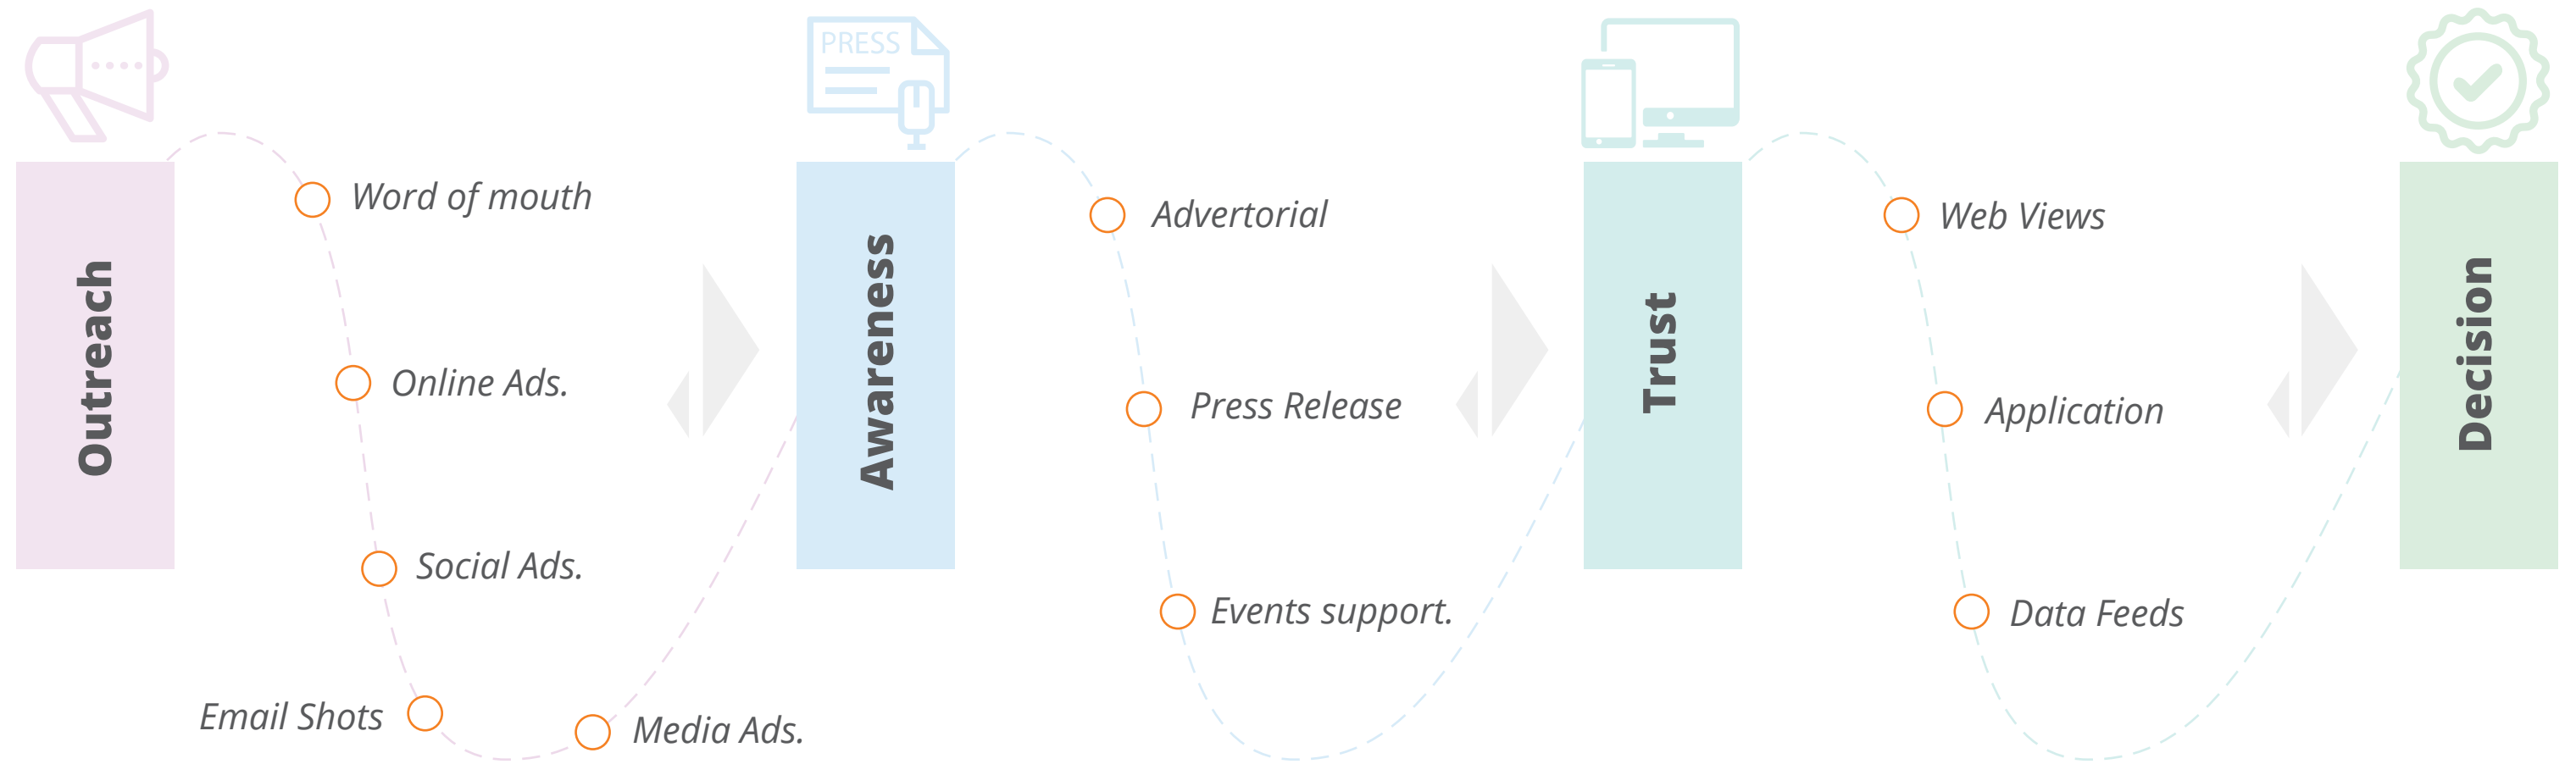 Outreach
Word of mouth
Online Ads.
Social Ads.
Email Shots
Media Ads.
PRESS
Awareness
Advertorial
Press Release
Events support.
Trust
Web Views
Application
Data Feeds
Decision